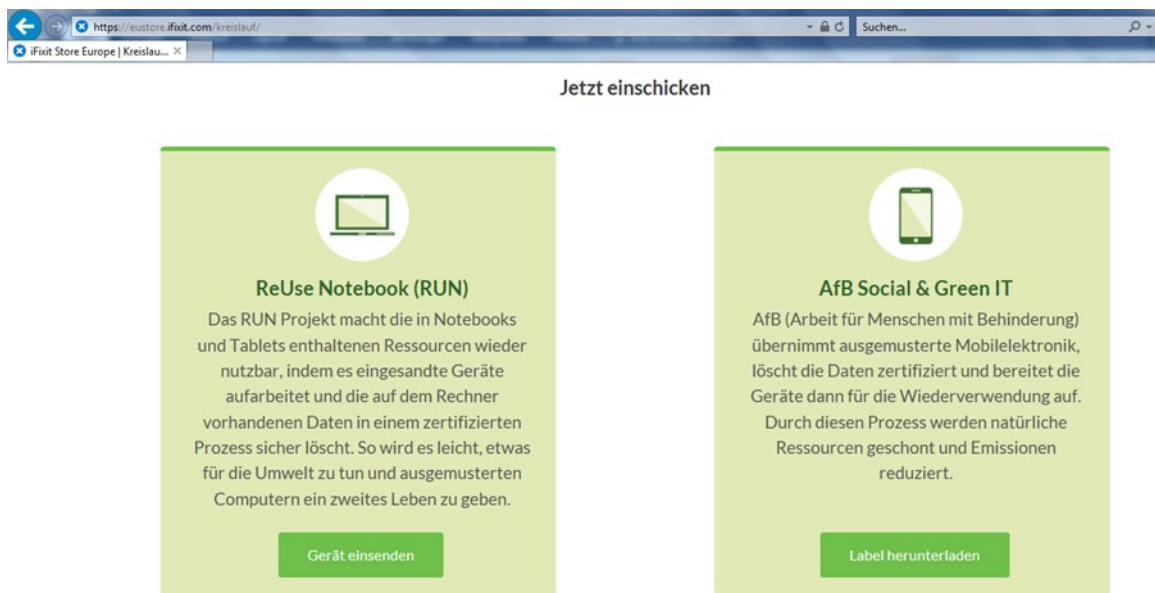 https://eustore.ifixit.com/kreislauf/
Suchen...
iFixit Store Europe | Kreislau...
Jetzt einschicken
ReUse Notebook (RUN)
Das RUN Projekt macht die in Notebooks
und Tablets enthaltenen Ressourcen wieder
nutzbar, indem es eingesandte Geräte
aufarbeitet und die auf dem Rechner
vorhandenen Daten in einem zertifizierten
Prozess sicher löscht. So wird es leicht, etwas
für die Umwelt zu tun und ausgemusterten
Computern ein zweites Leben zu geben.
Gerät einsenden
AfB Social & Green IT
AfB (Arbeit für Menschen mit Behinderung)
übernimmt ausgemusterte Mobilelektronik,
löscht die Daten zertifiziert und bereitet die
Geräte dann für die Wiederverwendung auf.
Durch diesen Prozess werden natürliche
Ressourcen geschont und Emissionen
reduziert.
Label herunterladen